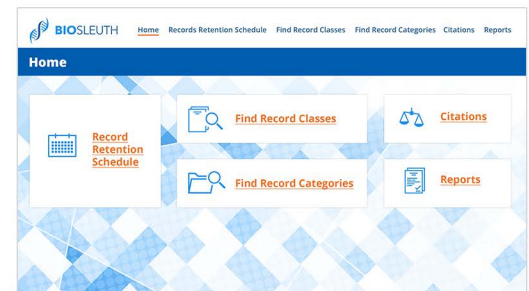 BIOSLEUTH
Home Records Retention Schedule Find Record Classes Find Record Categories Citations Reports
Home
Record
Retention
Schedule
Find Record Classes
Citations
Find Record Categories
Reports